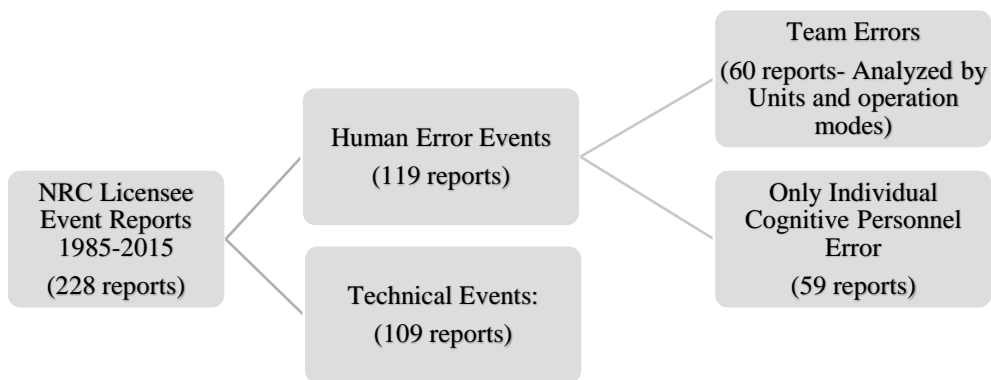 NRC Licensee
Event Reports
1985-2015
(228 reports)
Human Error Events
(119 reports)
Technical Events:
(109 reports)
Team Errors
(60 reports- Analyzed by
Units and operation
modes)
Only Individual
Cognitive Personnel
Error
(59 reports)